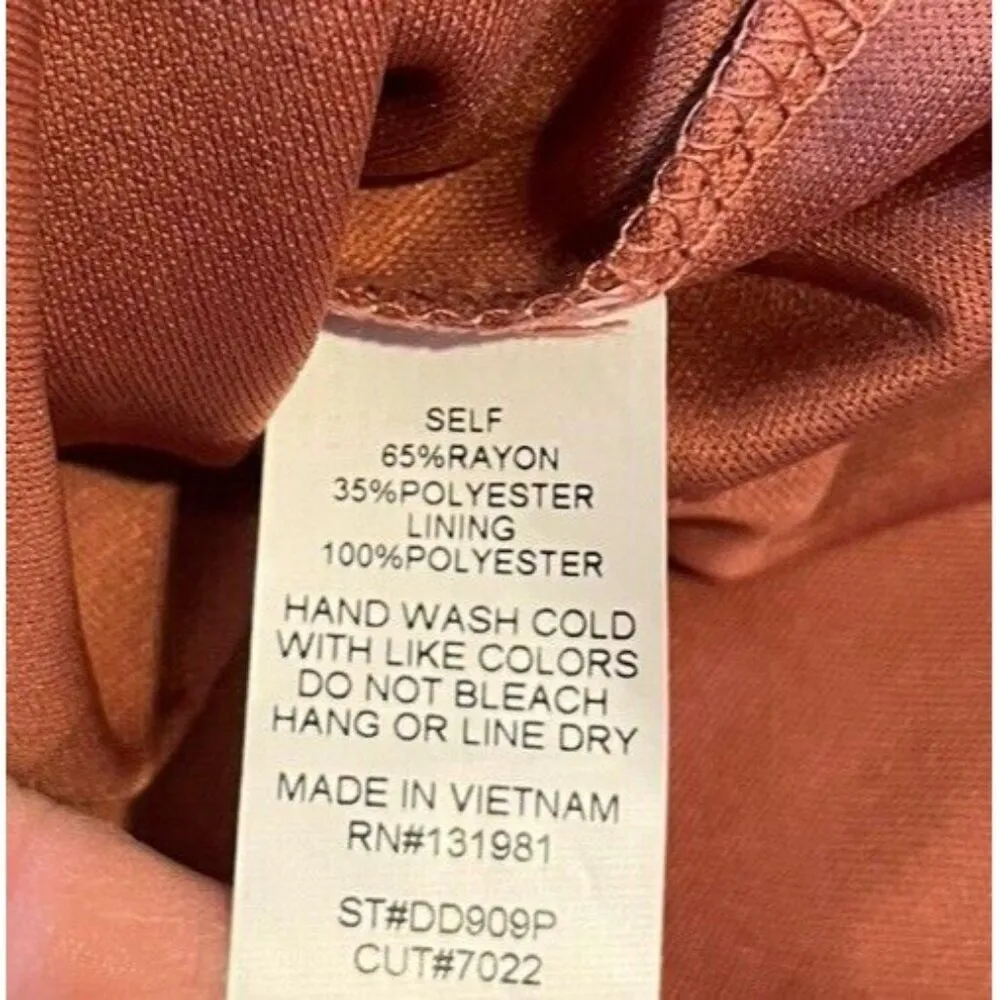 SELF
65%RAYON
35%POLYESTER
LINING
100%POLYESTER
HAND WASH COLD
WITH LIKE COLORS
DO NOT BLEACH
HANG OR LINE DRY
MADE IN VIETNAM
RN#131981
ST#DD909P
CUT#7022